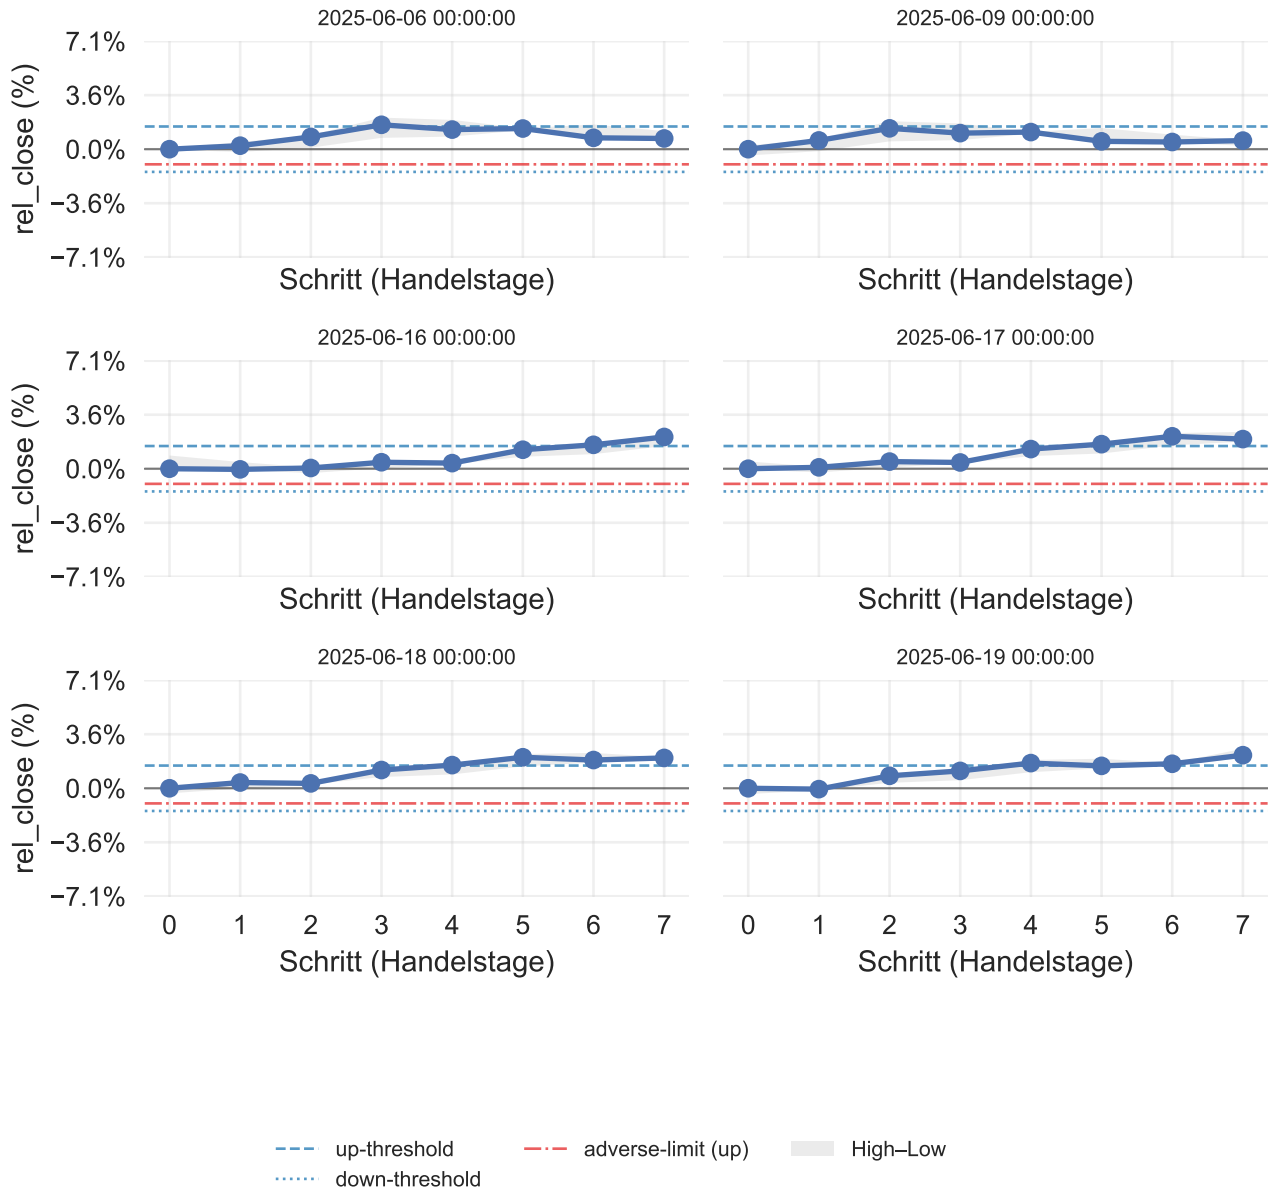 2025-06-06 00:00:00 2025-06-09 00:00:00
7.1%
3.6%
0.0%
−3.6%
−7.1%
rel_close (%)
Schritt (Handelstage) Schritt (Handelstage)
2025-06-16 00:00:00 2025-06-17 00:00:00
7.1%
3.6%
0.0%
−3.6%
−7.1%
rel_close (%)
Schritt (Handelstage) Schritt (Handelstage)
2025-06-18 00:00:00 2025-06-19 00:00:00
7.1%
3.6%
0.0%
−3.6%
−7.1%
rel_close (%)
0 1 2 3 4 5 6 7 0 1 2 3 4 5 6 7
Schritt (Handelstage) Schritt (Handelstage)
up-threshold adverse-limit (up) High–Low
down-threshold